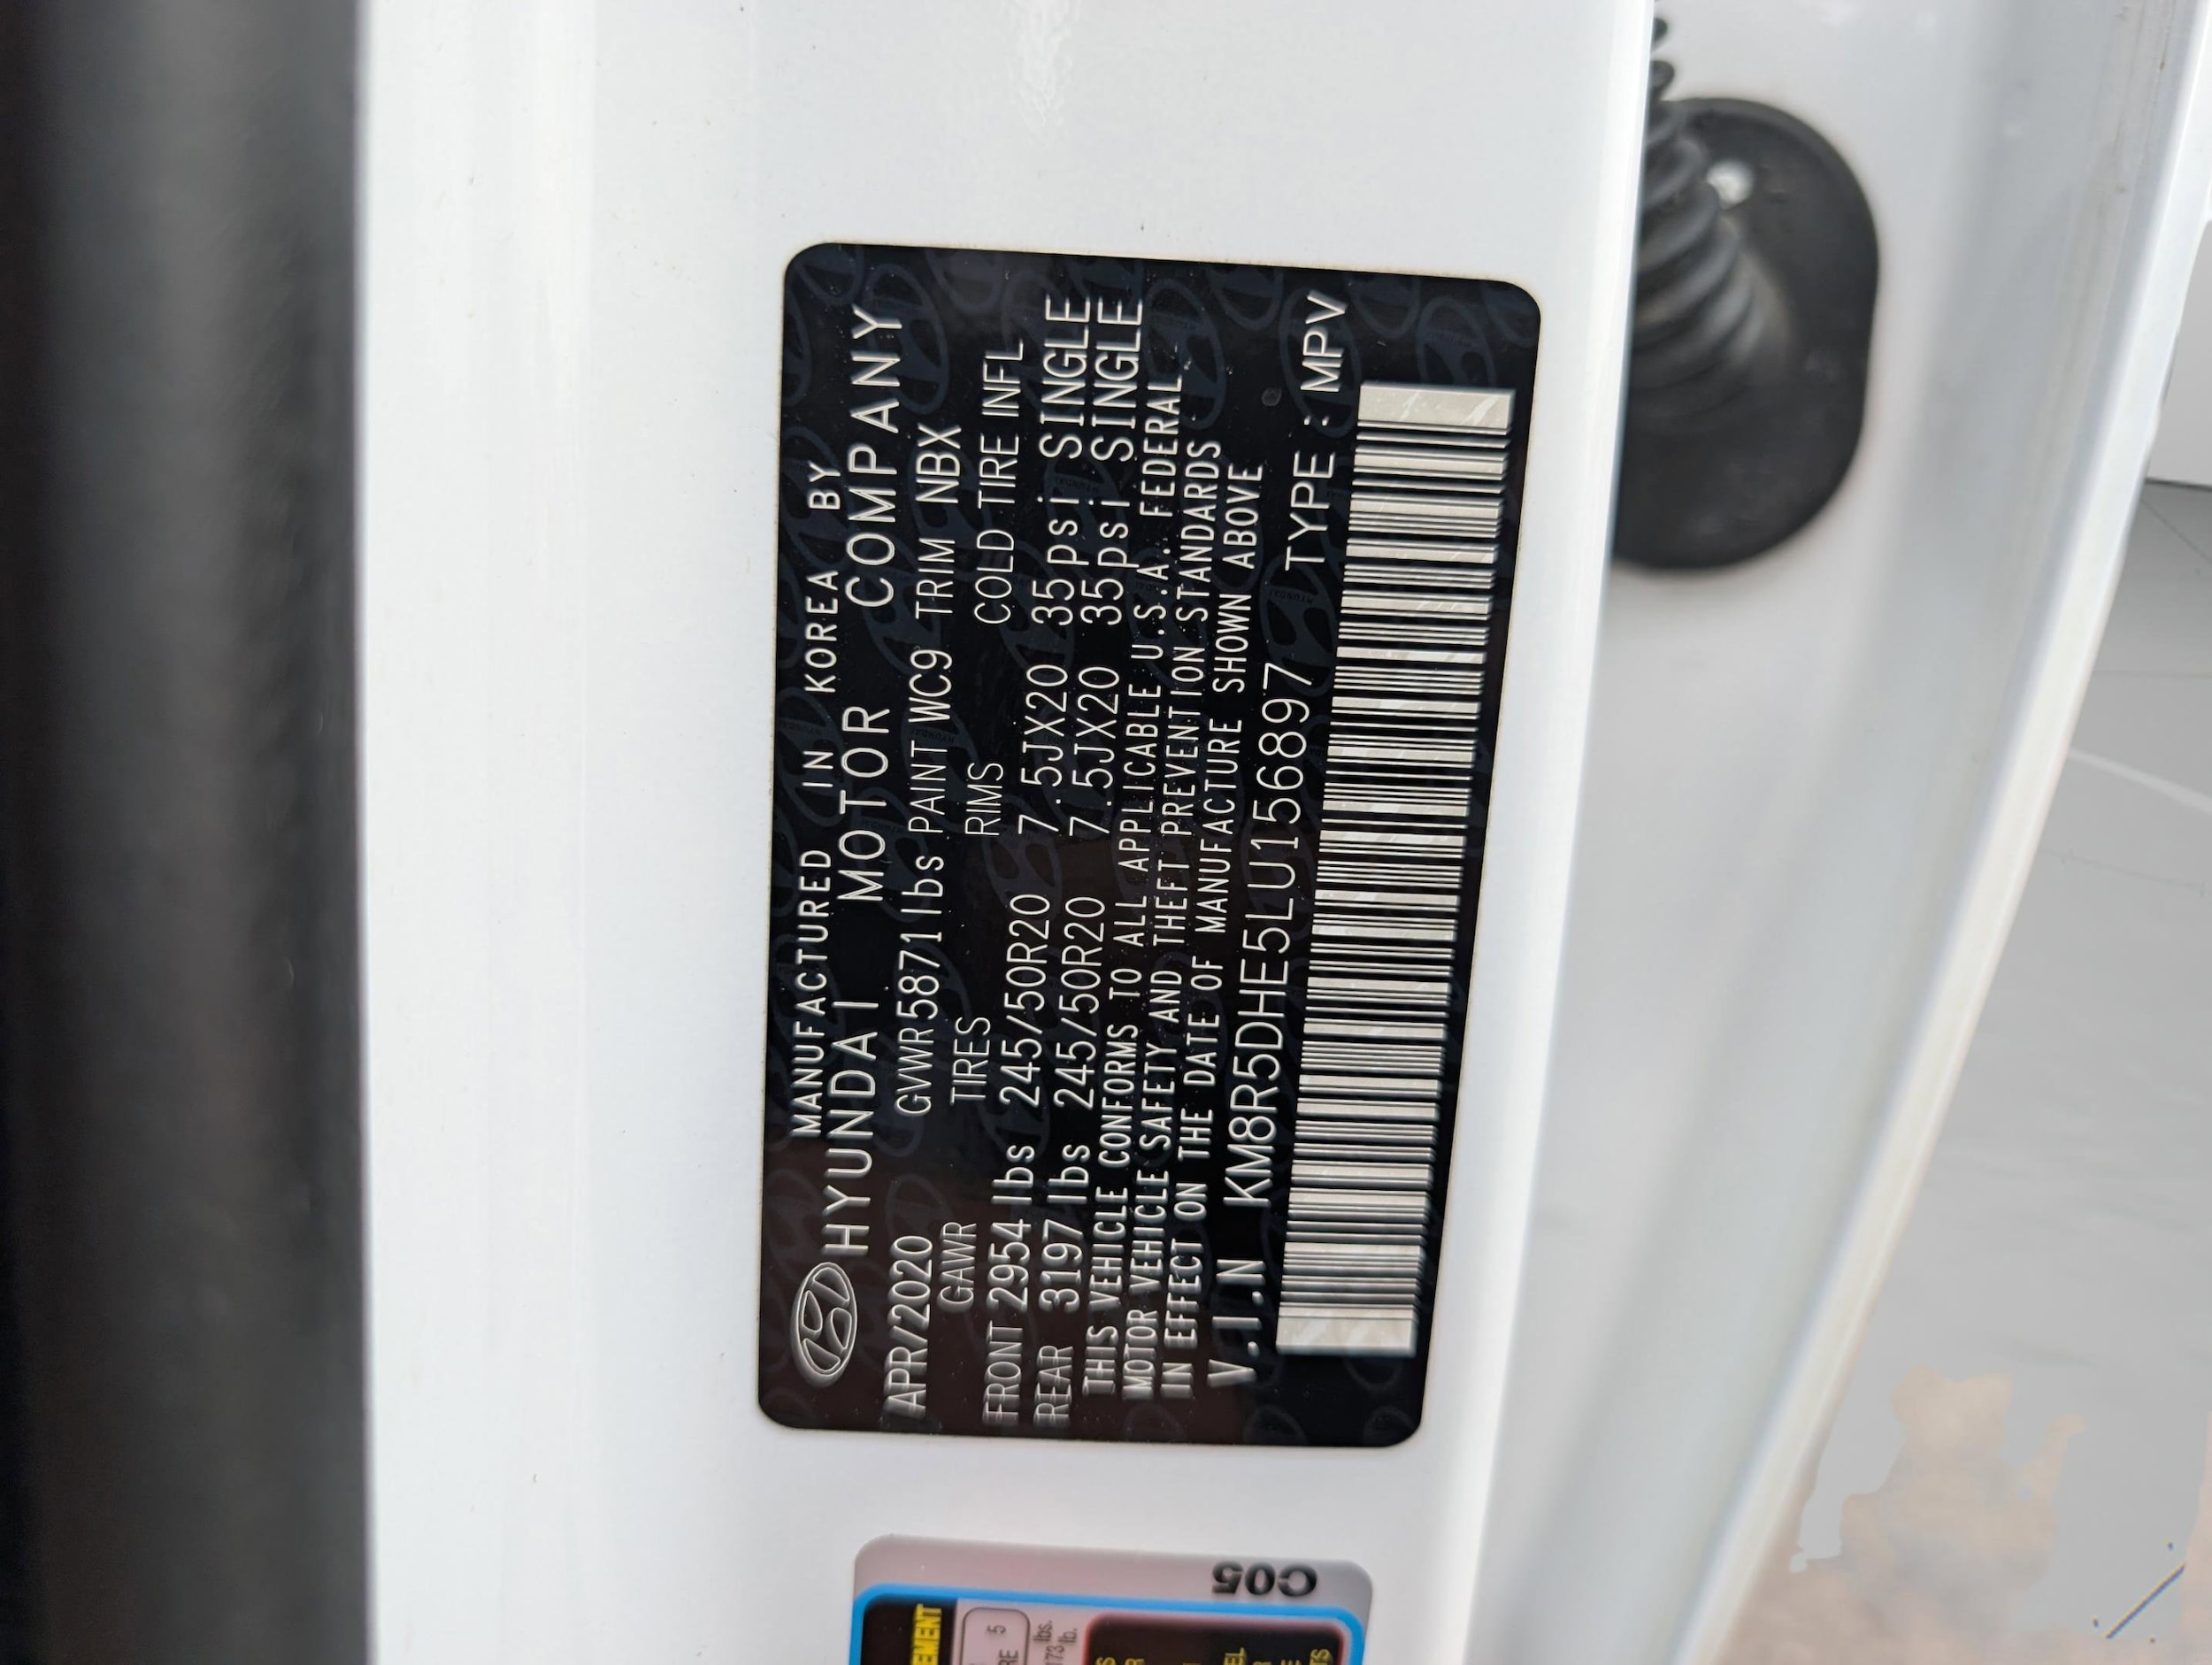 MANUFACTURED IN KOREA BY
HYUNDAI MOTOR COMPANY
APR/2020 GVWR5871lbs PAINT WC9 TRIM NBX
GAWR TIRES RIMS COLD TIRE INFL
FRONT 2954 lbs 245/50R20 7.5JX20 35psi SINGLE
REAR 3197 lbs 245/50R20 7.5JX20 35psi SINGLE
THIS VEHICLE CONFORMS TO ALL APPLICABLE U.S.A. FEDERAL
MOTOR VEHICLE SAFETY AND THEFT PREVENTION STANDARDS
IN EFFECT ON THE DATE OF MANUFACTURE SHOWN ABOVE
V.I.N KM8R5DHE5LU156897 TYPE : MPV
C05
5
lbs.
lb.